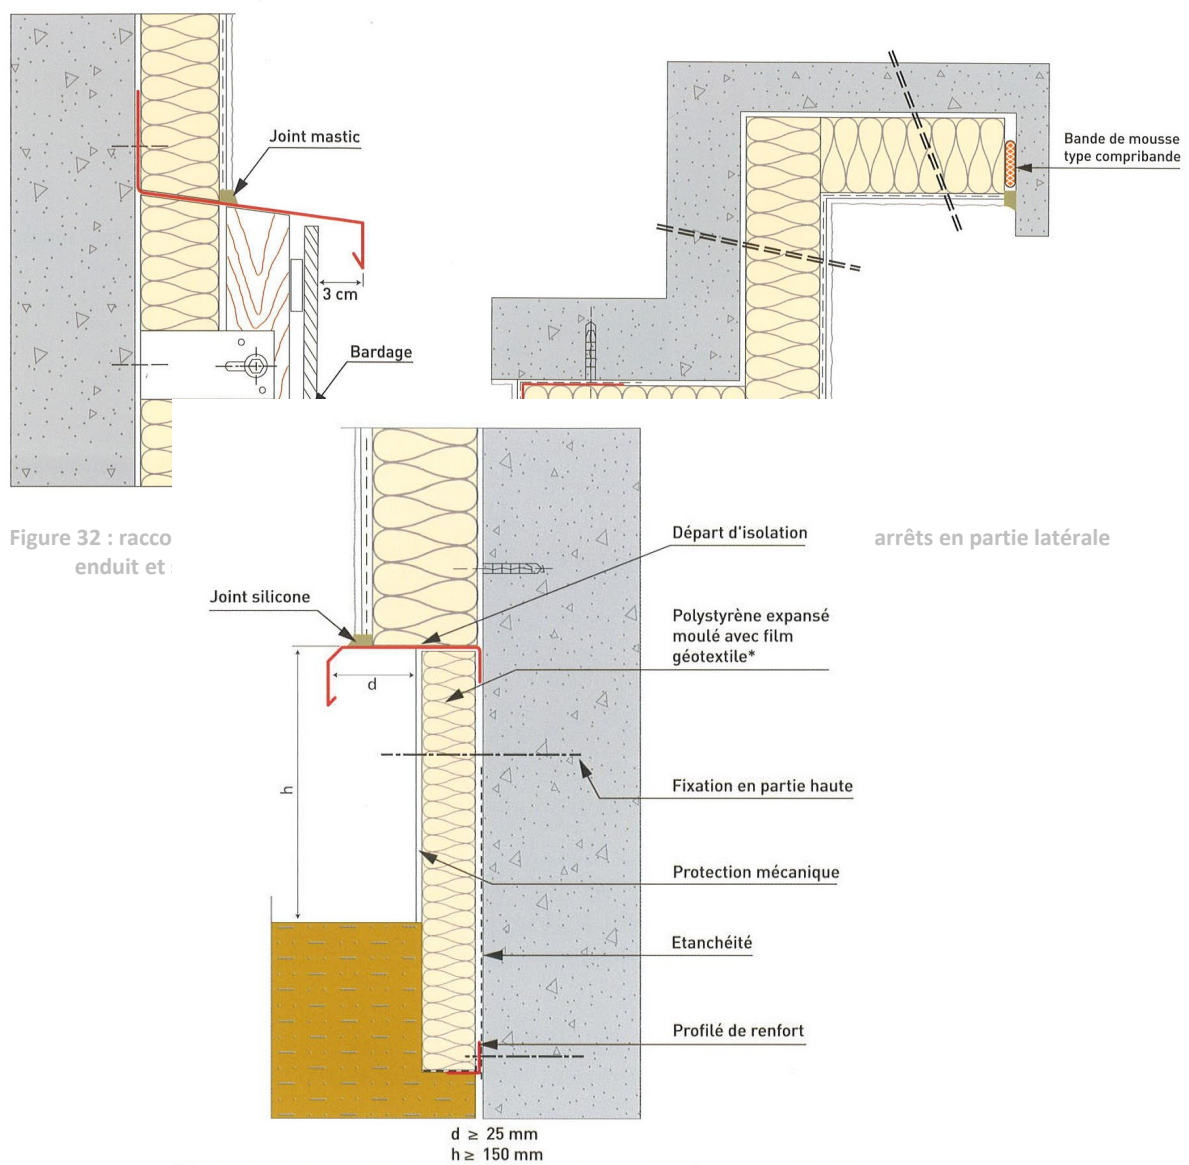 Joint mastic
3 cm
Bardage
Bande de mousse
type compribande
Figure 32 : racco
enduit et
arrêts en partie latérale
Départ d'isolation
Joint silicone
Polystyrène expansé
moulé avec film
géotextile*
d
h
Fixation en partie haute
Protection mécanique
Etanchéité
Profilé de renfort
d ≥ 25 mm
h ≥ 150 mm